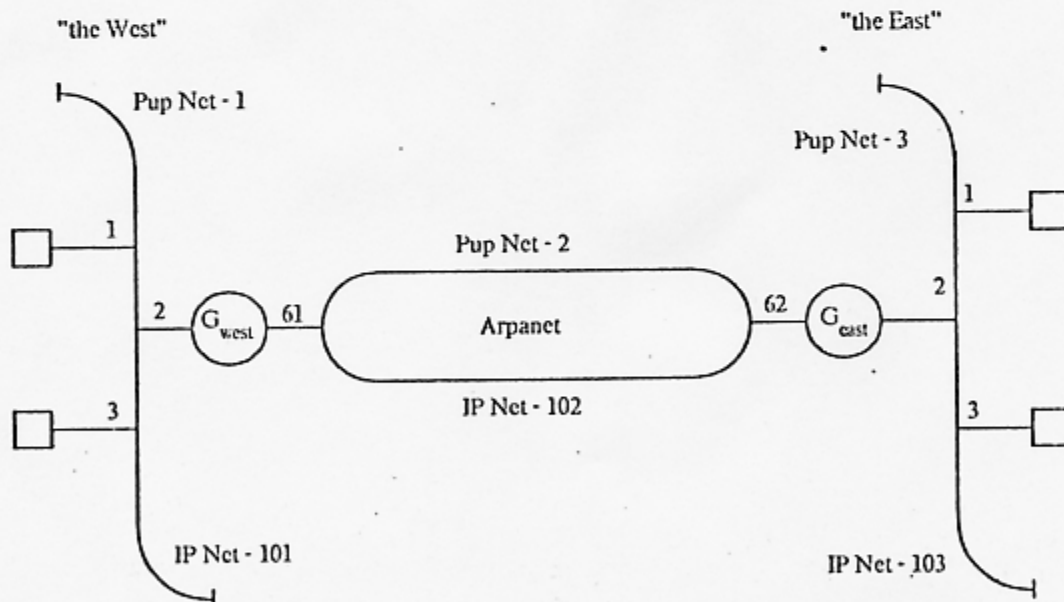 "the West"
"the East"
Pup Net - 1
Pup Net - 3
1
1
Pup Net - 2
2
G west
61
Arpanet
62
G east
2
IP Net - 102
3
3
IP Net - 101
IP Net - 103